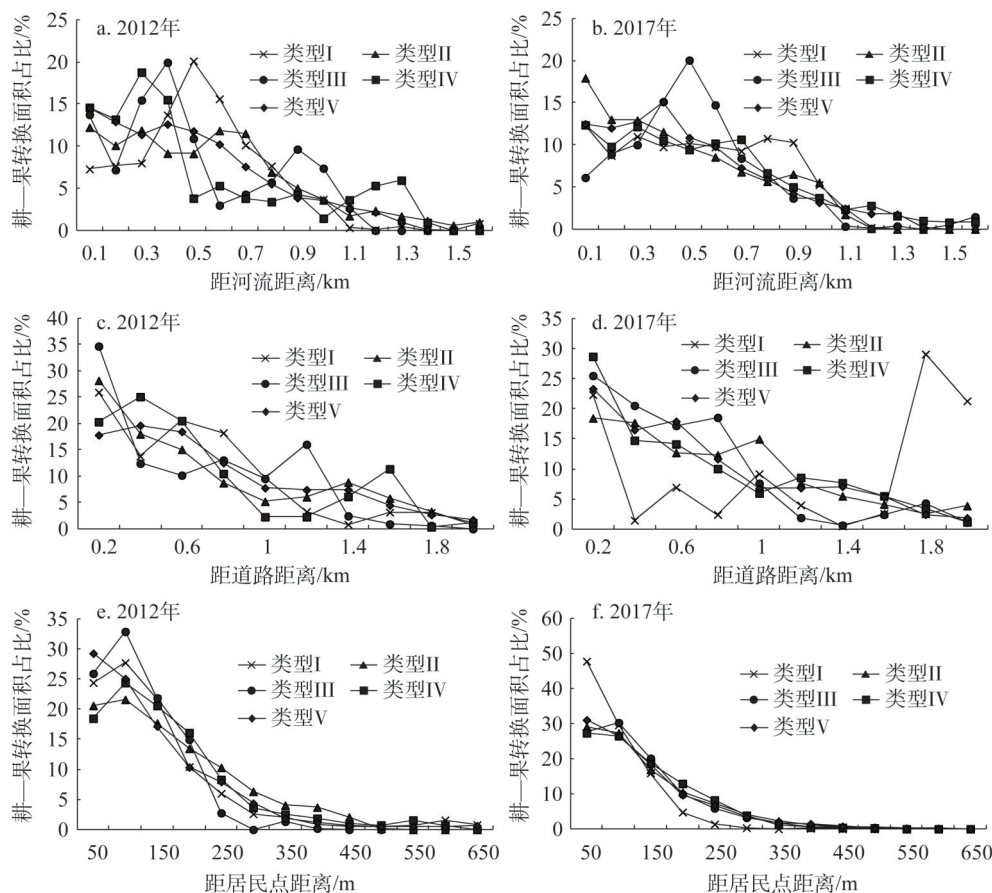 a. 2012年
类型I
类型II
类型III
类型IV
类型V
耕—果转换面积占比/%
25
20
15
10
5
0
0.1 0.3 0.5 0.7 0.9 1.1 1.3 1.5
距河流距离/km
b. 2017年
类型I
类型II
类型III
类型IV
类型V
耕—果转换面积占比/%
25
20
15
10
5
0
0.1 0.3 0.5 0.7 0.9 1.1 1.3 1.5
距河流距离/km
c. 2012年
类型I
类型II
类型III
类型IV
类型V
耕—果转换面积占比/%
40
35
30
25
20
15
10
5
0
0.2 0.6 1 1.4 1.8
距道路距离/km
d. 2017年
类型I
类型II
类型III
类型IV
类型V
耕—果转换面积占比/%
35
30
25
20
15
10
5
0
0.2 0.6 1 1.4 1.8
距道路距离/km
e. 2012年
类型I
类型II
类型III
类型IV
类型V
耕—果转换面积占比/%
35
30
25
20
15
10
5
0
50 150 250 350 450 550 650
距居民点距离/m
f. 2017年
类型I
类型II
类型III
类型IV
类型V
耕—果转换面积占比/%
60
50
40
30
20
10
0
50 150 250 350 450 550 650
距居民点距离/m